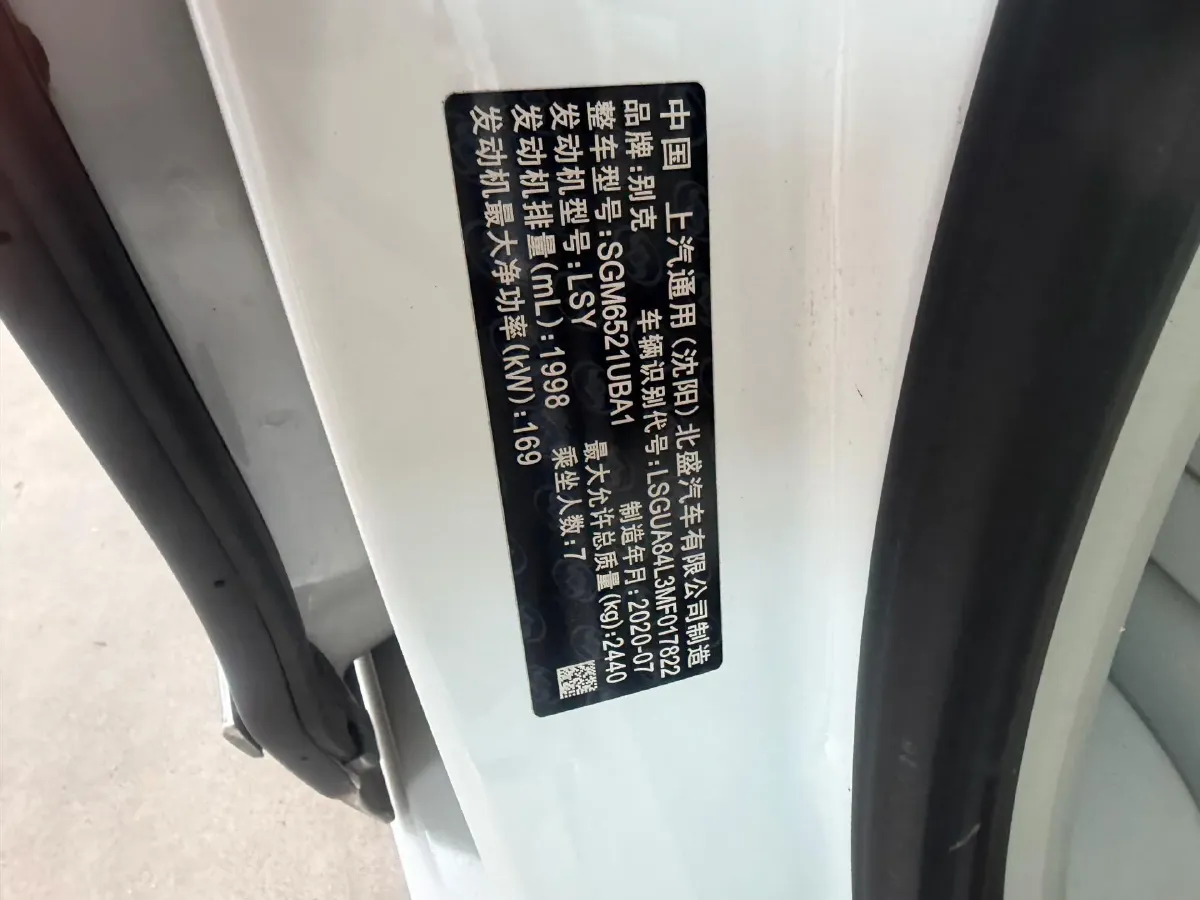 中国 上汽通用(沈阳)北盛汽车有限公司制造
品牌:别克 车辆识别代号:LSGUA84L3MF017822
整车型号:SGM6521UBA1 制造年月:2020-07
发动机型号:LSY 最大允许总质量(kg):2440
发动机排量(mL):1998 乘坐人数:7
发动机最大净功率(kW):169